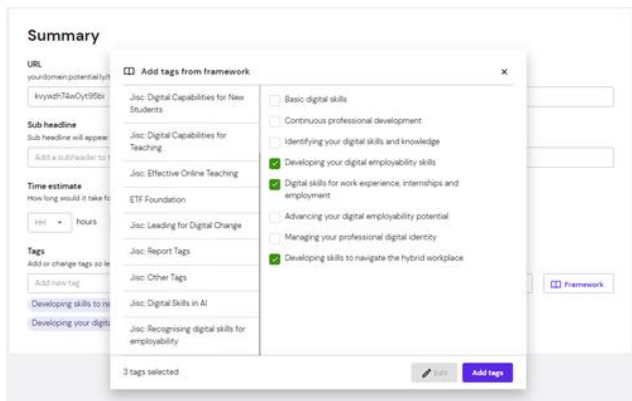 Summary
URL
yourdomain.potential.ly/
kvywzh74w0yt95bi
Sub headline
Sub headline will appear
Add a subheader to
Time estimate
How long would it take
HH hours
Tags
Add or change tags so
Add new tag
Framework
Developing skills to
Developing your
Add tags from framework
Jisc: Digital Capabilities for New
Students
Jisc: Digital Capabilities for
Teaching
Jisc: Effective Online Teaching
ETF Foundation
Jisc: Leading for Digital Change
Jisc: Report Tags
Jisc: Other Tags
Jisc: Digital Skills in AI
Jisc: Recognising digital skills for
employability
Basic digital skills
Continuous professional development
Identifying your digital skills and knowledge
Developing your digital employability skills
Digital skills for work experience, internships and
employment
Advancing your digital employability potential
Managing your professional digital identity
Developing skills to navigate the hybrid workplace
3 tags selected
Edit
Add tags